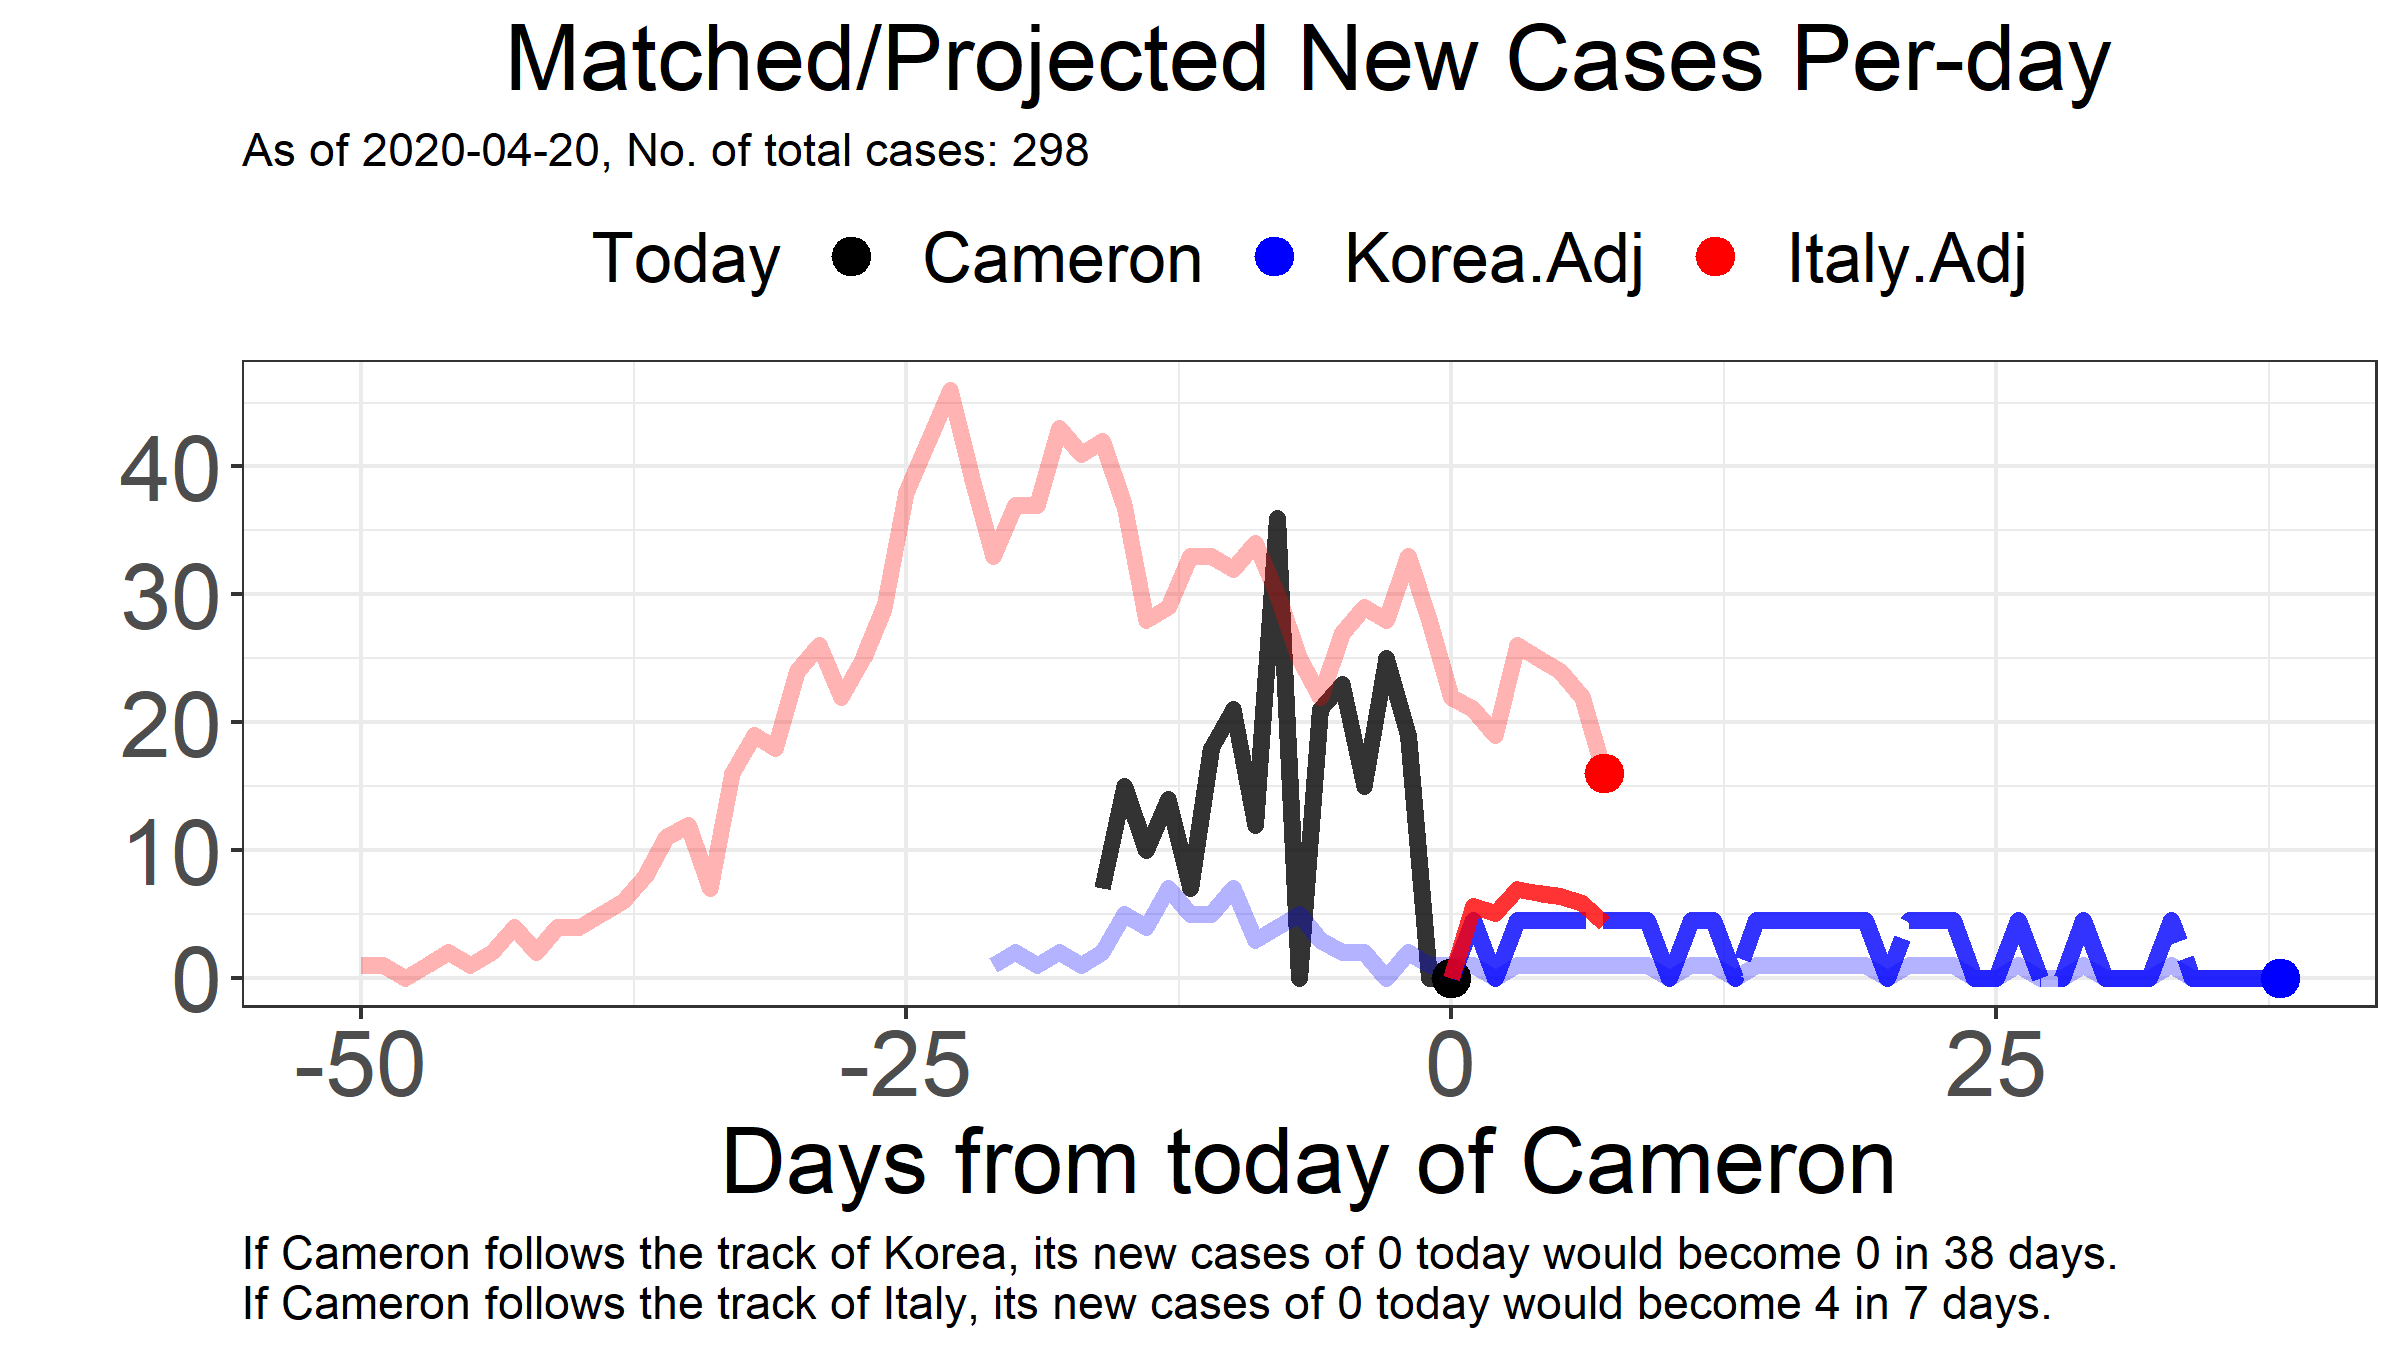 Matched/Projected New Cases Per-day
As of 2020-04-20, No. of total cases: 298
Today Cameron Korea.Adj Italy.Adj
40
30
20
10
0
-50 -25 0 25
Days from today of Cameron
If Cameron follows the track of Korea, its new cases of 0 today would become 0 in 38 days.
If Cameron follows the track of Italy, its new cases of 0 today would become 4 in 7 days.